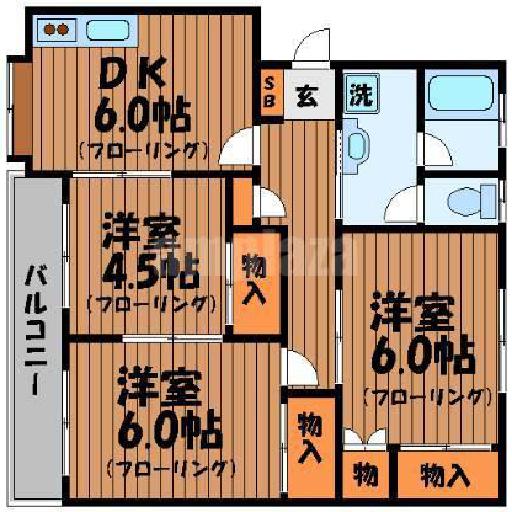 DK
6.0帖
(フローリング)
SB
玄
洗
洋室
4.5帖
(フローリング)
物入
バルコニー
洋室
6.0帖
(フローリング)
洋室
6.0帖
(フローリング)
物入
物
物入